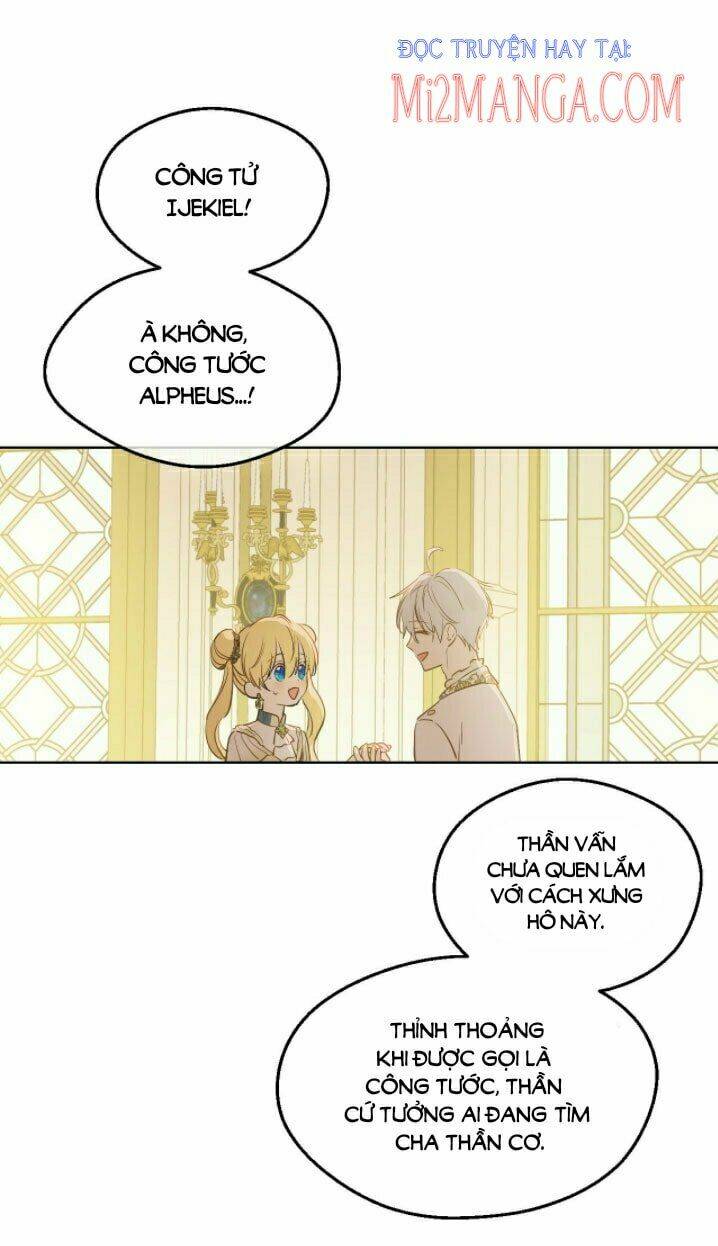 ĐỌC TRUYỆN HAY TẠI:
MI2MANGA.COM
CÔNG TỬ
IJEKIEL!
À KHÔNG,
CÔNG TƯỚC
ALPHEUS...!
THẦN VẪN
CHƯA QUEN LẮM
VỚI CÁCH XƯNG
HÔ NÀY.
THỈNH THOẢNG
KHI ĐƯỢC GỌI LÀ
CÔNG TƯỚC, THẦN
CỨ TƯỞNG AI ĐANG TÌM
CHA THẦN CƠ.